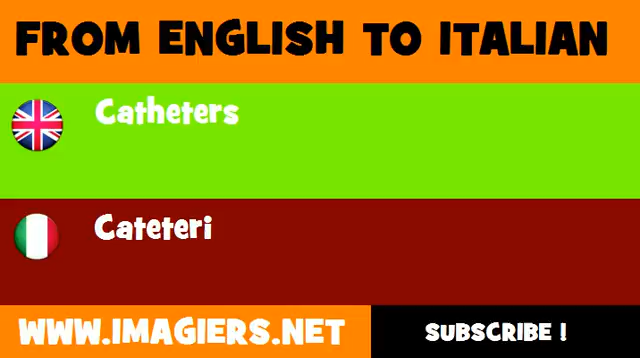 FROM ENGLISH TO ITALIAN
Catheters
Cateteri
WWW.IMAGIERS.NET
SUBSCRIBE !